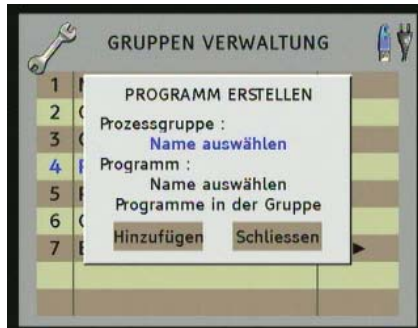 GRUPPEN VERWALTUNG
PROGRAMM ERSTELLEN
Prozessgruppe :
Name auswählen
Programm :
Name auswählen
Programme in der Gruppe
Hinzufügen
Schliessen
1
2
3
4
5
6
7